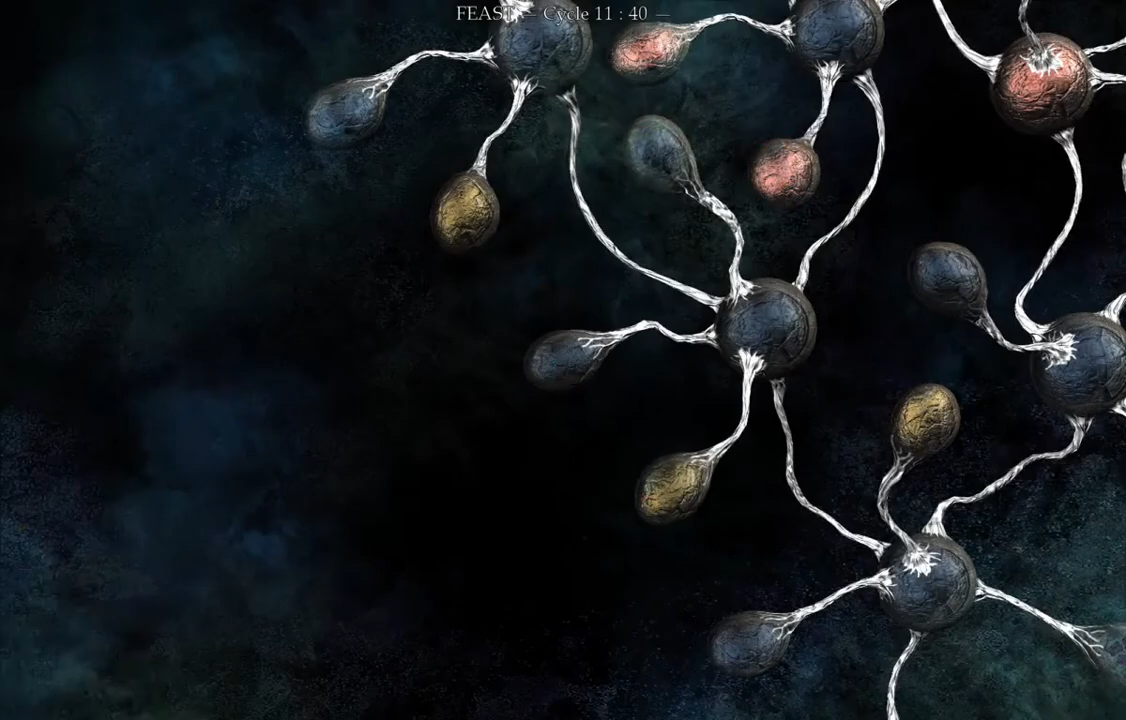 FEAST — Cycle 11 : 40 —